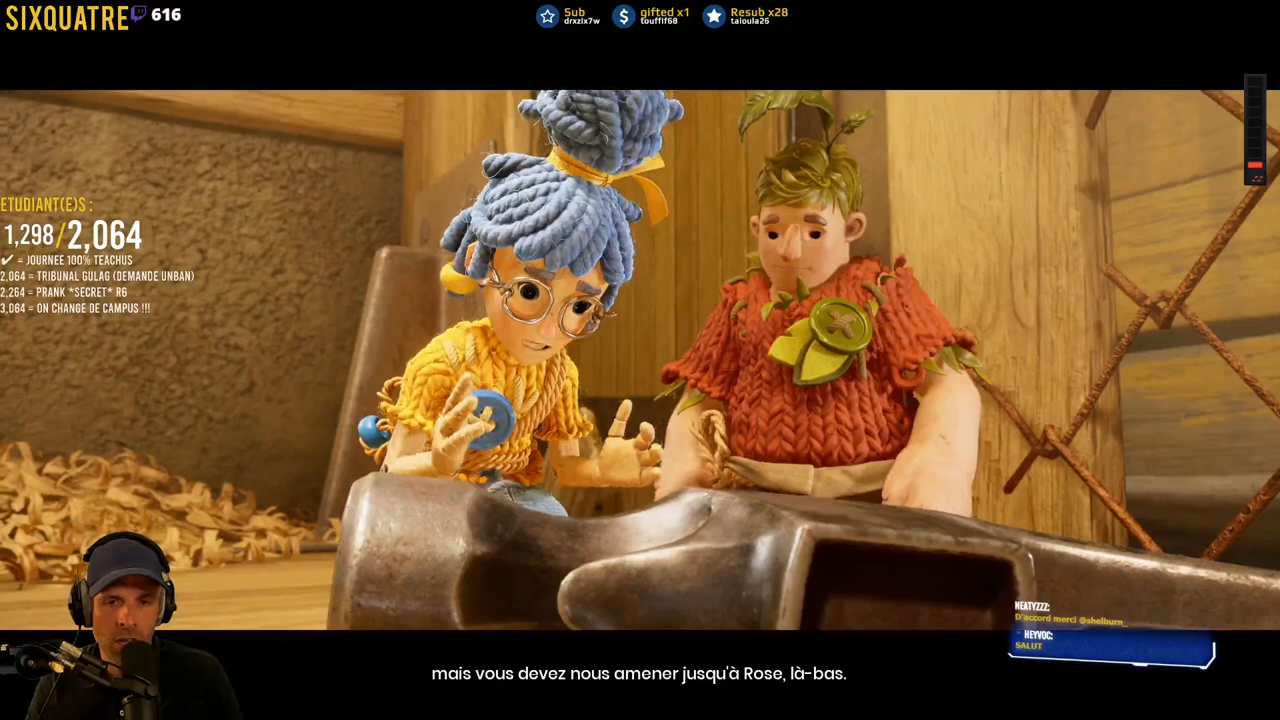 SIXQUATRE 616
Sub
drxzix7w
gifted x1
touffif68
Resub x28
taloula26
ETUDIANT(E)S :
1,298/2,064
✔ = JOURNEE 100% TEACHUS
2,064 = TRIBUNAL GULAG (DEMANDE UNBAN)
2,264 = PRANK *SECRET* R6
3,064 = ON CHANGE DE CAMPUS !!!
NEATYZZZ:
D'accord merci @shelburn_
HEYVOC:
SALUT
mais vous devez nous amener jusqu'à Rose, là-bas.